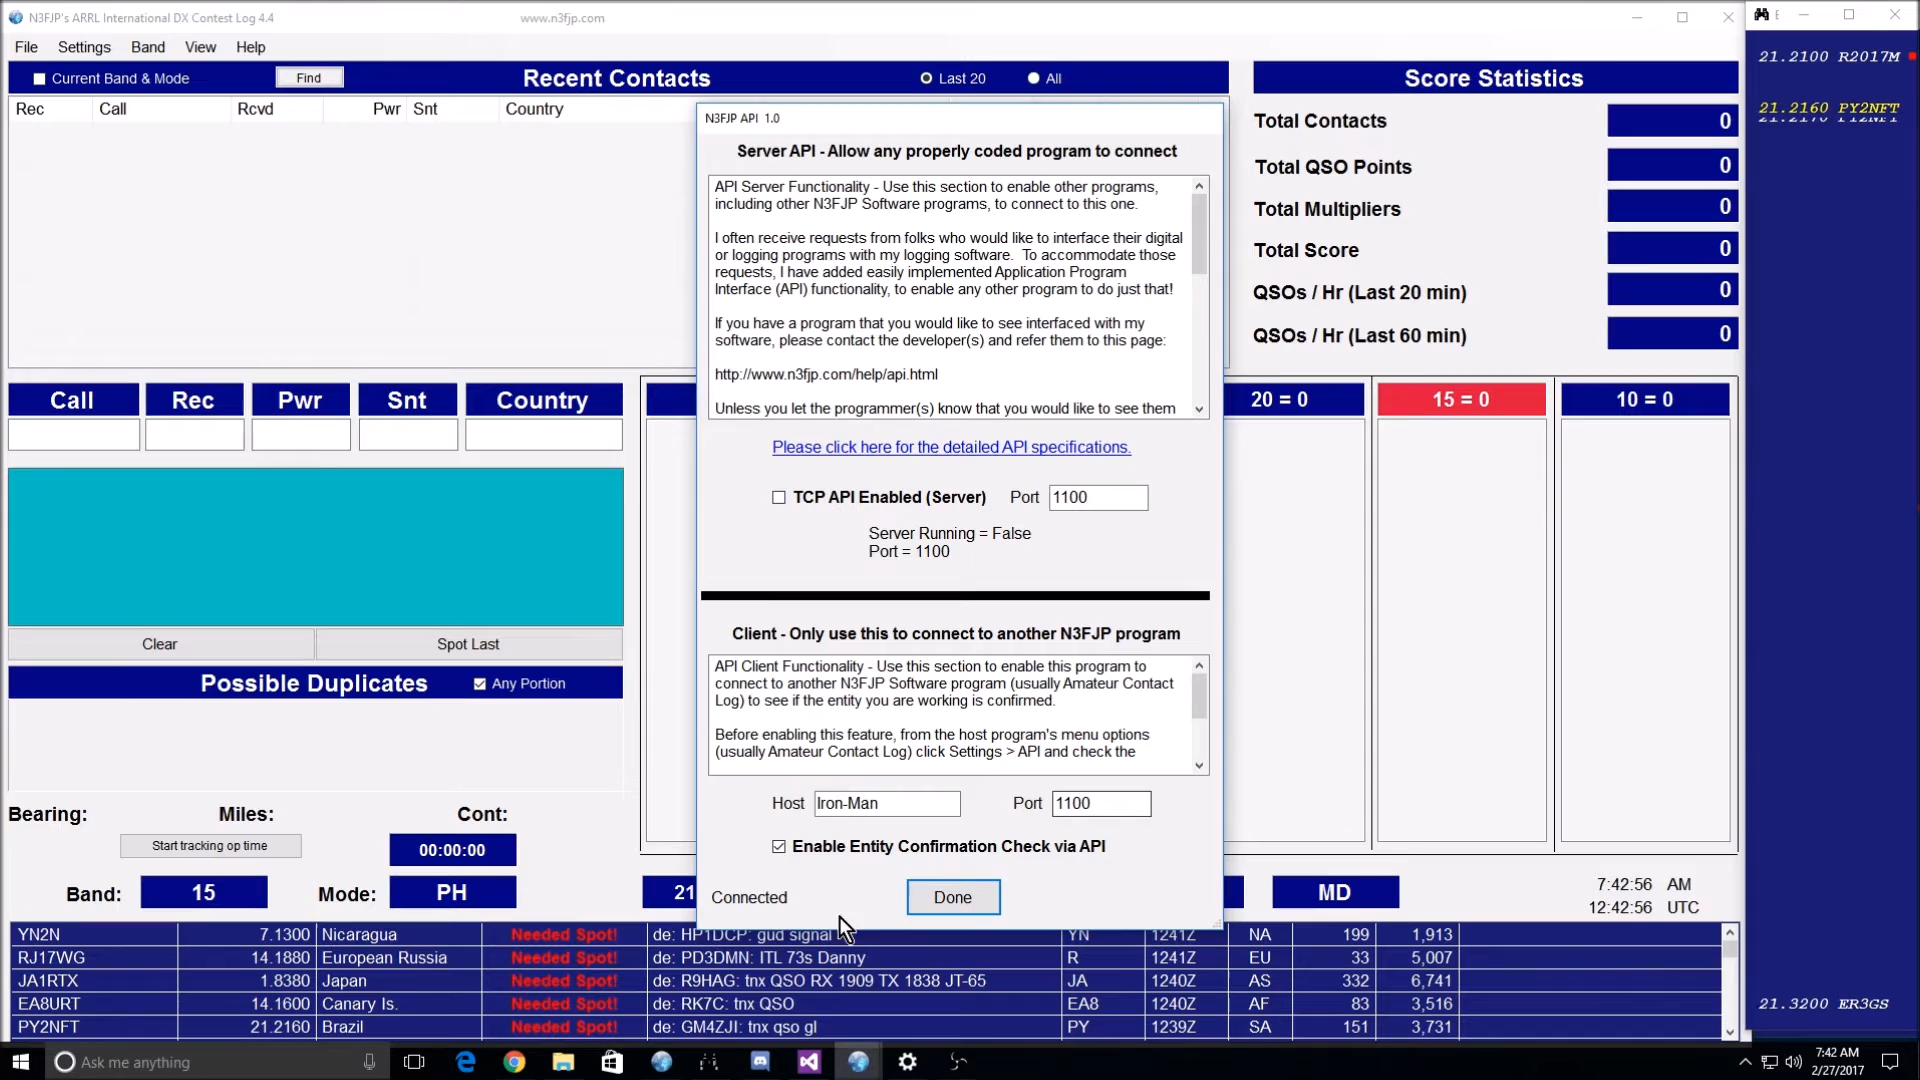 N3FJP's ARRL International DX Contest Log 4.4
www.n3fjp.com
File Settings Band View Help
Current Band & Mode
Find
Recent Contacts
Last 20
All
Rec Call Rcvd Pwr Snt Country
Score Statistics
Total Contacts 0
Total QSO Points 0
Total Multipliers 0
Total Score 0
QSOs / Hr (Last 20 min) 0
QSOs / Hr (Last 60 min) 0
21.2100 R2017M
21.2160 PY2NFT
21.3200 ER3GS
N3FJP API 1.0
Server API - Allow any properly coded program to connect
API Server Functionality - Use this section to enable other programs,
including other N3FJP Software programs, to connect to this one.
I often receive requests from folks who would like to interface their digital
or logging programs with my logging software. To accommodate those
requests, I have added easily implemented Application Program
Interface (API) functionality, to enable any other program to do just that!
If you have a program that you would like to see interfaced with my
software, please contact the developer(s) and refer them to this page:
http://www.n3fjp.com/help/api.html
Unless you let the programmer(s) know that you would like to see them
Please click here for the detailed API specifications.
TCP API Enabled (Server) Port 1100
Server Running = False
Port = 1100
Client - Only use this to connect to another N3FJP program
API Client Functionality - Use this section to enable this program to
connect to another N3FJP Software program (usually Amateur Contact
Log) to see if the entity you are working is confirmed.
Before enabling this feature, from the host program's menu options
(usually Amateur Contact Log) click Settings > API and check the
Host Iron-Man Port 1100
Enable Entity Confirmation Check via API
Connected
Done
Call Rec Pwr Snt Country
20 = 0
15 = 0
10 = 0
Clear
Spot Last
Possible Duplicates
Any Portion
Bearing: Miles: Cont:
Start tracking op time
00:00:00
Band: 15 Mode: PH
21
MD
7:42:56 AM
12:42:56 UTC
YN2N 7.1300 Nicaragua Needed Spot! de: HP1DCP: gud signal YN 1241Z NA 199 1,913
RJ17WG 14.1880 European Russia Needed Spot! de: PD3DMN: ITL 73s Danny R 1241Z EU 33 5,007
JA1RTX 1.8380 Japan Needed Spot! de: R9HAG: tnx QSO RX 1909 TX 1838 JT-65 JA 1240Z AS 332 6,741
EA8URT 14.1600 Canary Is. Needed Spot! de: RK7C: tnx QSO EA8 1240Z AF 83 3,516
PY2NFT 21.2160 Brazil Needed Spot! de: GM4ZJI: tnx qso gl PY 1239Z SA 151 3,731
Ask me anything
7:42 AM
2/27/2017